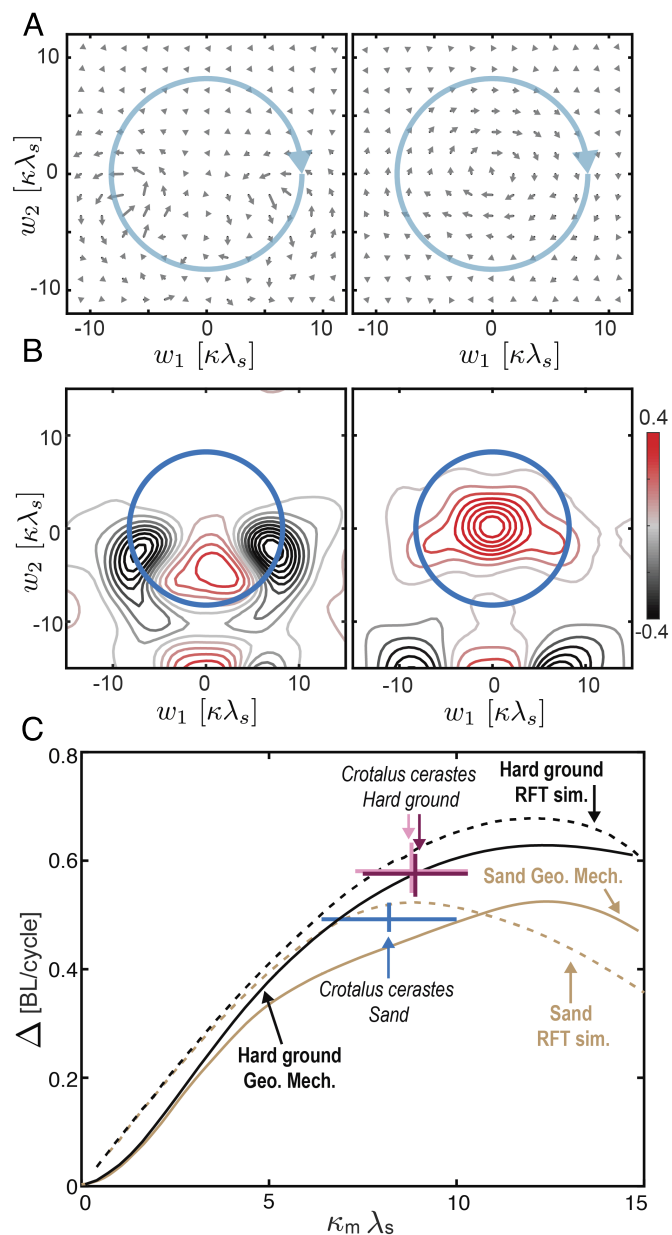 A
10
0
-10
w2 [κλs]
-10
0
10
-10
0
10
w1 [κλs]
w1 [κλs]
B
10
0
-10
w2 [κλs]
0.4
-0.4
-10
0
10
-10
0
10
w1 [κλs]
w1 [κλs]
C
0.8
0.6
0.4
0.2
0
Δ [BL/cycle]
Crotalus cerastes
Hard ground
Hard ground
RFT sim.
Sand Geo. Mech.
Crotalus cerastes
Sand
Sand
RFT sim.
Hard ground
Geo. Mech.
0
5
10
15
κm λs